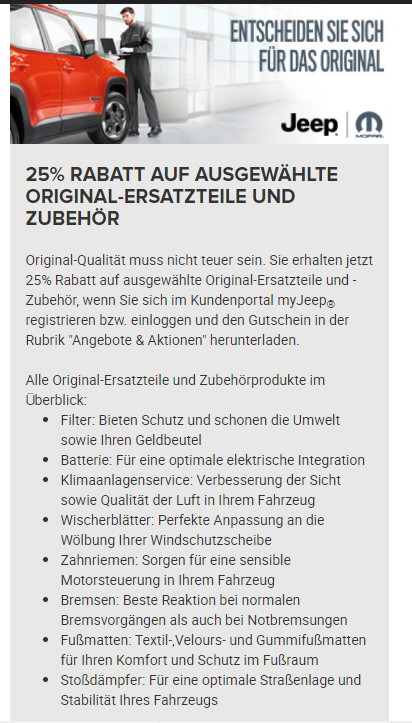 ENTSCHEIDEN SIE SICH
FÜR DAS ORIGINAL
Jeep
MOPAR
25% RABATT AUF AUSGEWÄHLTE
ORIGINAL-ERSATZTEILE UND
ZUBEHÖR
Original-Qualität muss nicht teuer sein. Sie erhalten jetzt
25% Rabatt auf ausgewählte Original-Ersatzteile und -
Zubehör, wenn Sie sich im Kundenportal myJeep®
registrieren bzw. einloggen und den Gutschein in der
Rubrik "Angebote & Aktionen" herunterladen.
Alle Original-Ersatzteile und Zubehörprodukte im
Überblick:
• Filter: Bieten Schutz und schonen die Umwelt
sowie Ihren Geldbeutel
• Batterie: Für eine optimale elektrische Integration
• Klimaanlagenservice: Verbesserung der Sicht
sowie Qualität der Luft in Ihrem Fahrzeug
• Wischerblätter: Perfekte Anpassung an die
Wölbung Ihrer Windschutzscheibe
• Zahnriemen: Sorgen für eine sensible
Motorsteuerung in Ihrem Fahrzeug
• Bremsen: Beste Reaktion bei normalen
Bremsvorgängen als auch bei Notbremsungen
• Fußmatten: Textil-,Velours- und Gummifußmatten
für Ihren Komfort und Schutz im Fußraum
• Stoßdämpfer: Für eine optimale Straßenlage und
Stabilität Ihres Fahrzeugs